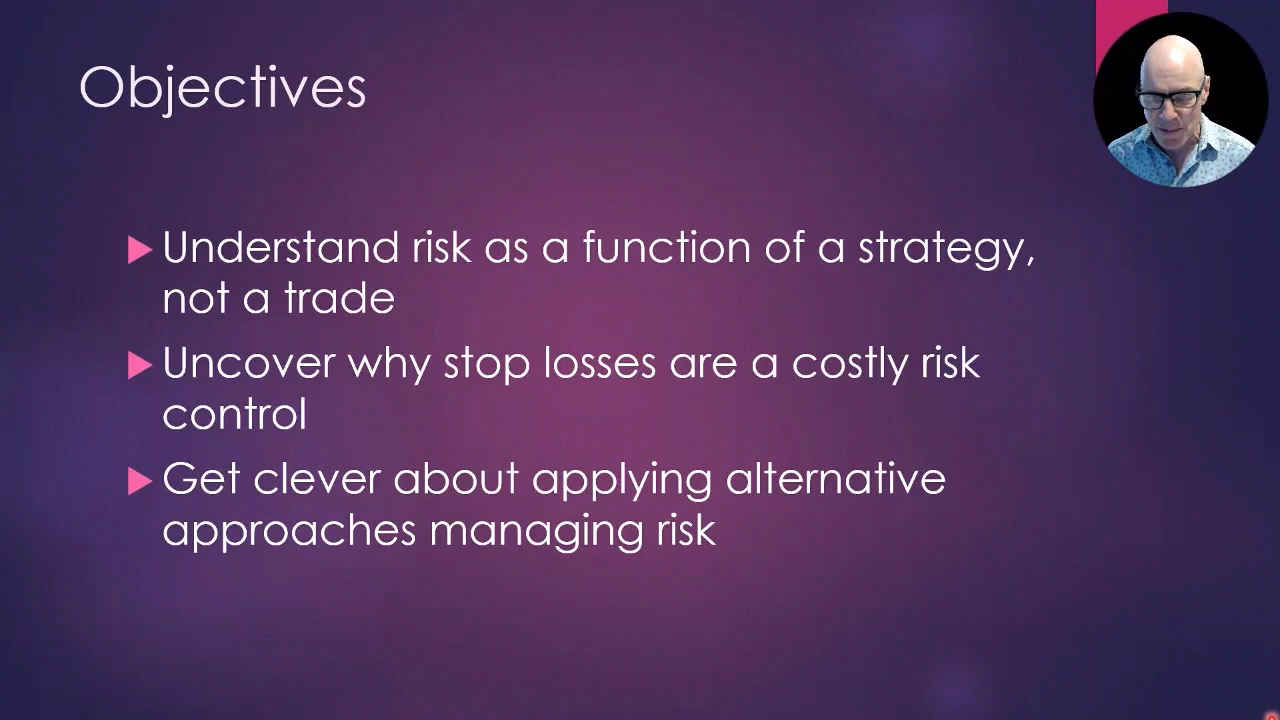 Objectives
Understand risk as a function of a strategy,
not a trade
Uncover why stop losses are a costly risk
control
Get clever about applying alternative
approaches managing risk